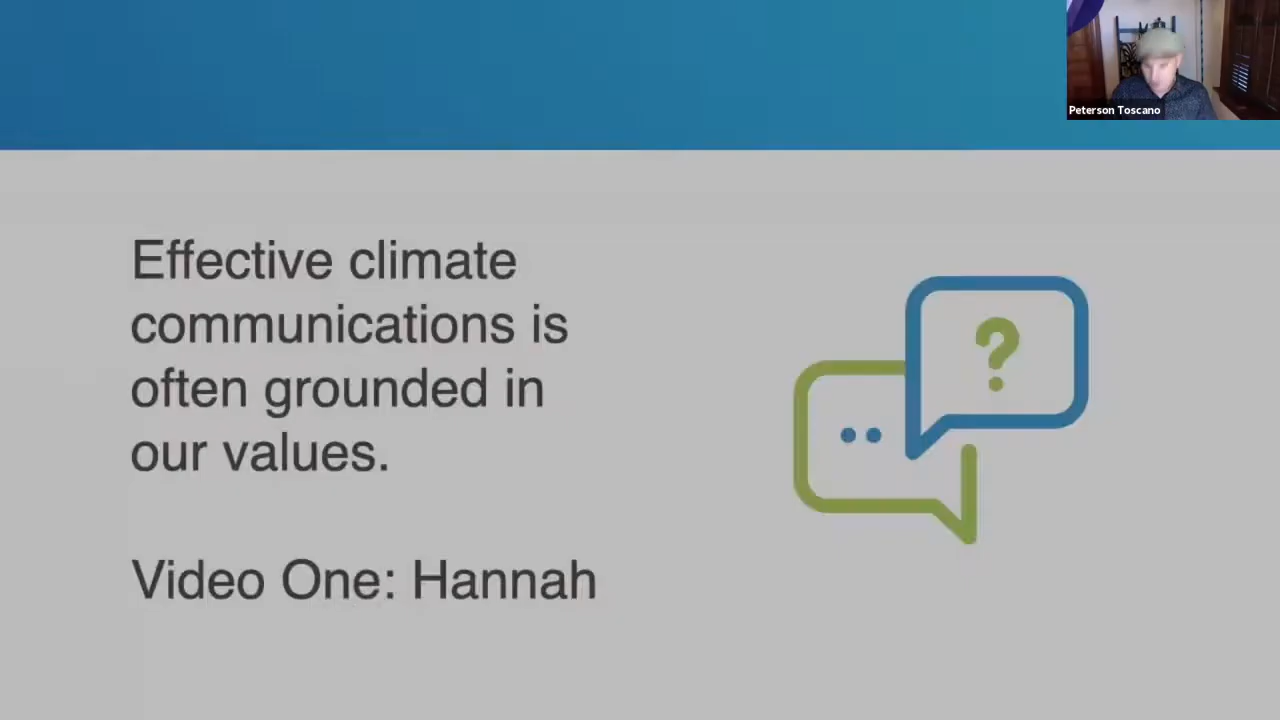 Peterson Toscano
Effective climate
communications is
often grounded in
our values.
Video One: Hannah